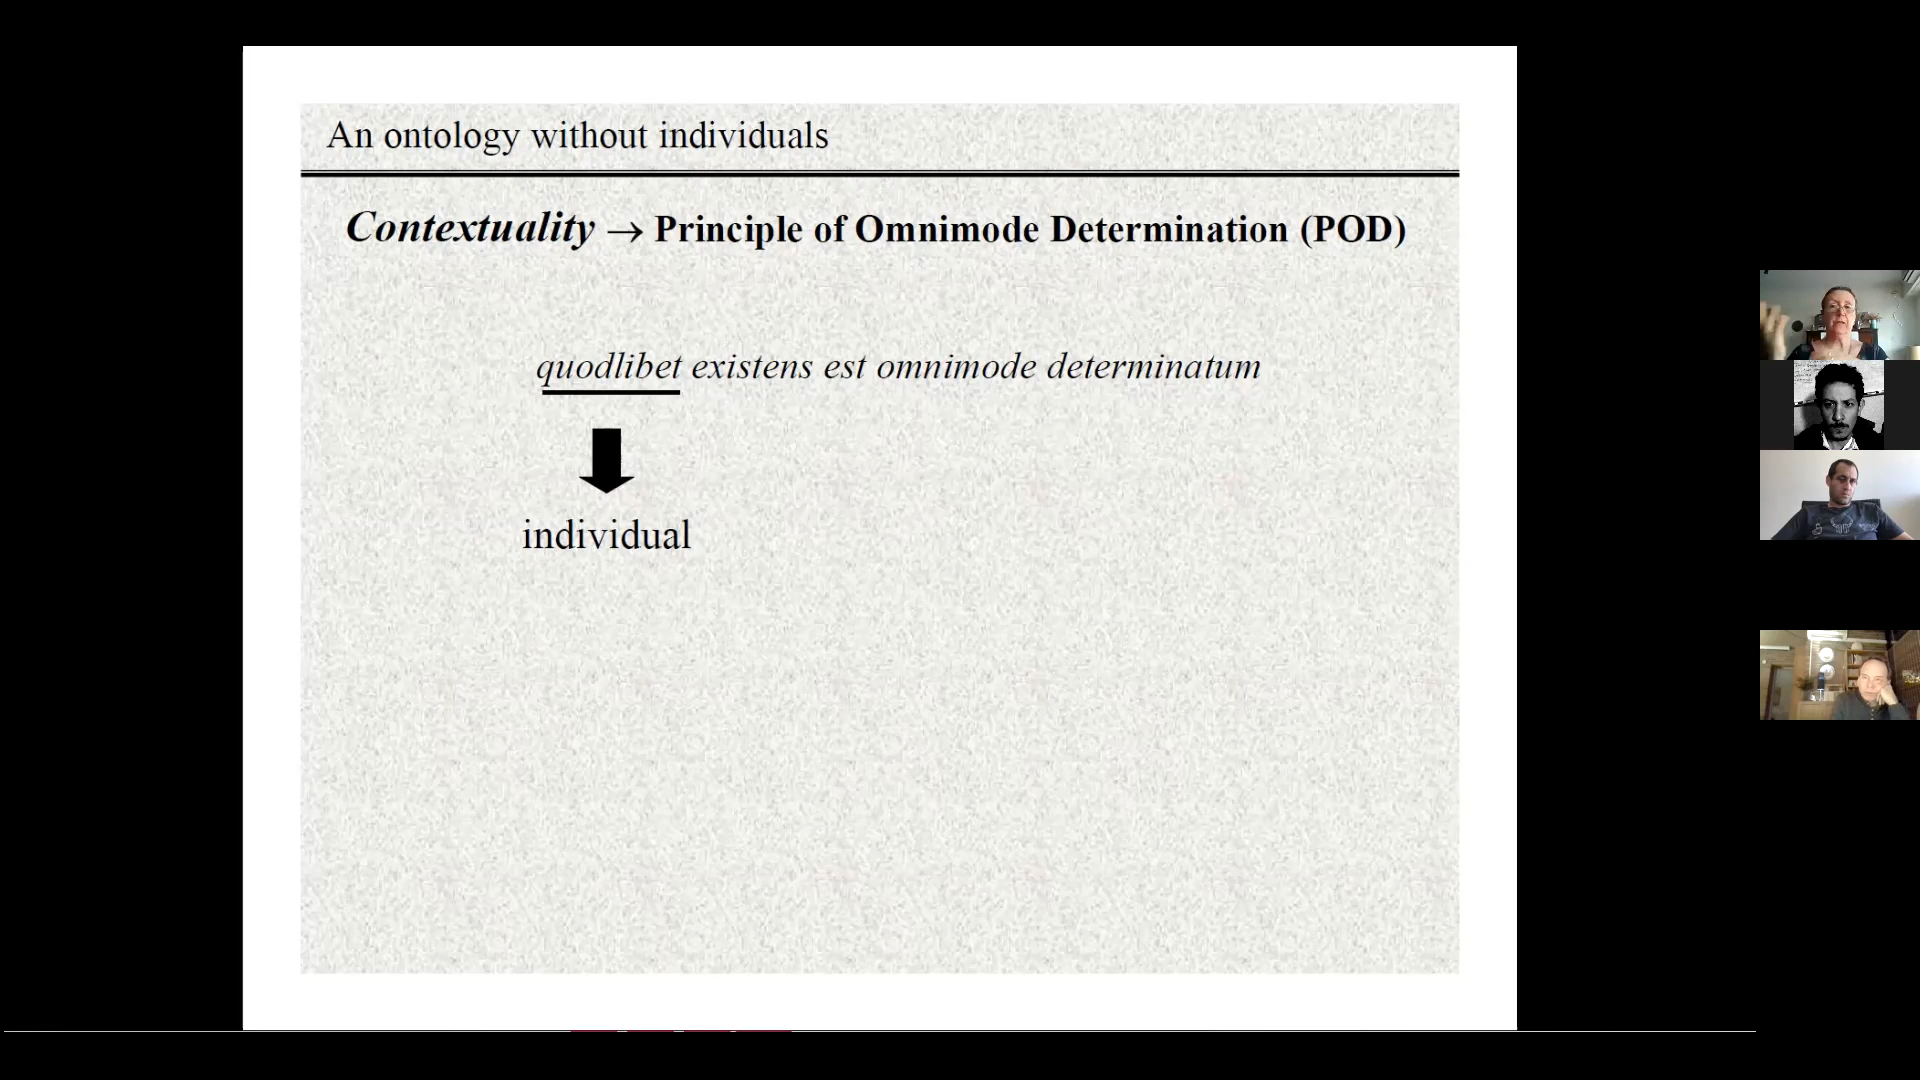 An ontology without individuals
Contextuality → Principle of Omnimode Determination (POD)
quodlibet existens est omnimode determinatum
individual